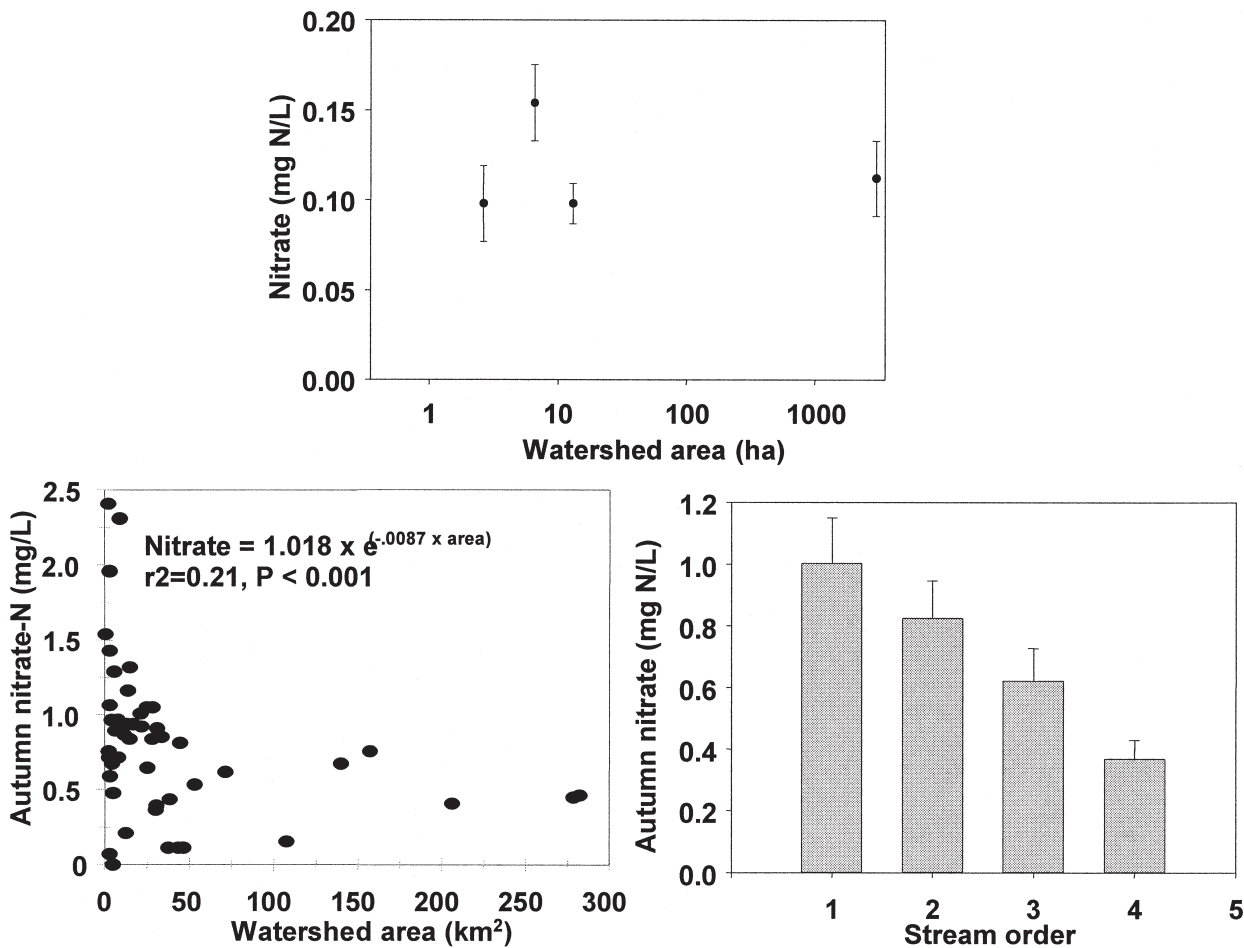 0.20
0.15
0.10
0.05
0.00
Nitrate (mg N/L)
1 10 100 1000
Watershed area (ha)
2.5
2.0
1.5
1.0
0.5
0
Autumn nitrate-N (mg/L)
Nitrate = 1.018 x e(-.0087 x area)
r2=0.21, P < 0.001
0 50 100 150 200 250 300
Watershed area (km2)
1.2
1.0
0.8
0.6
0.4
0.2
0.0
Autumn nitrate (mg N/L)
1 2 3 4 5
Stream order